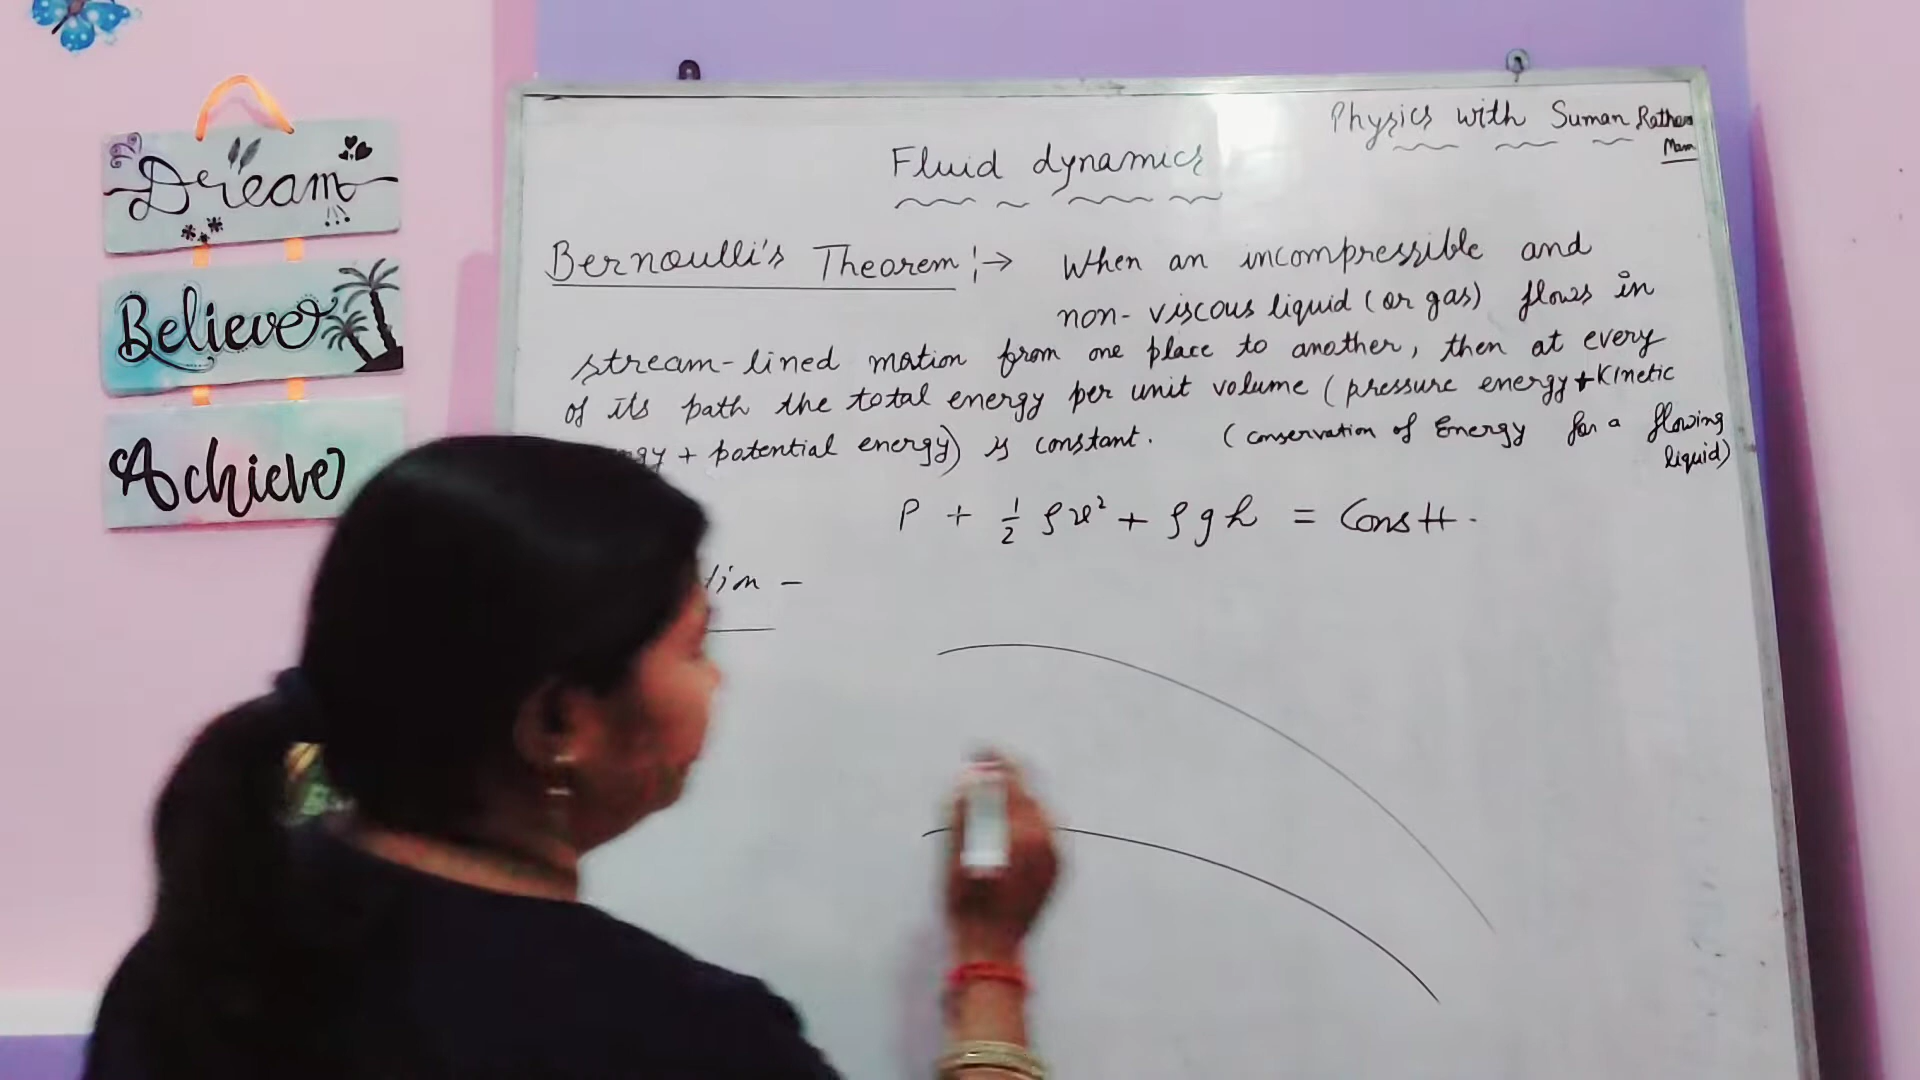 Dream
Believe
Achieve
Physics with Suman Rathore
Mam
Fluid dynamics
Bernoulli's Theorem :→ When an incompressible and
non-viscous liquid (or gas) flows in
stream-lined motion from one place to another, then at every
of its path the total energy per unit volume (pressure energy + Kinetic
+ potential energy) is constant. (conservation of Energy for a flowing
liquid)
P + 1/2 ρv² + ρgh = Constt.